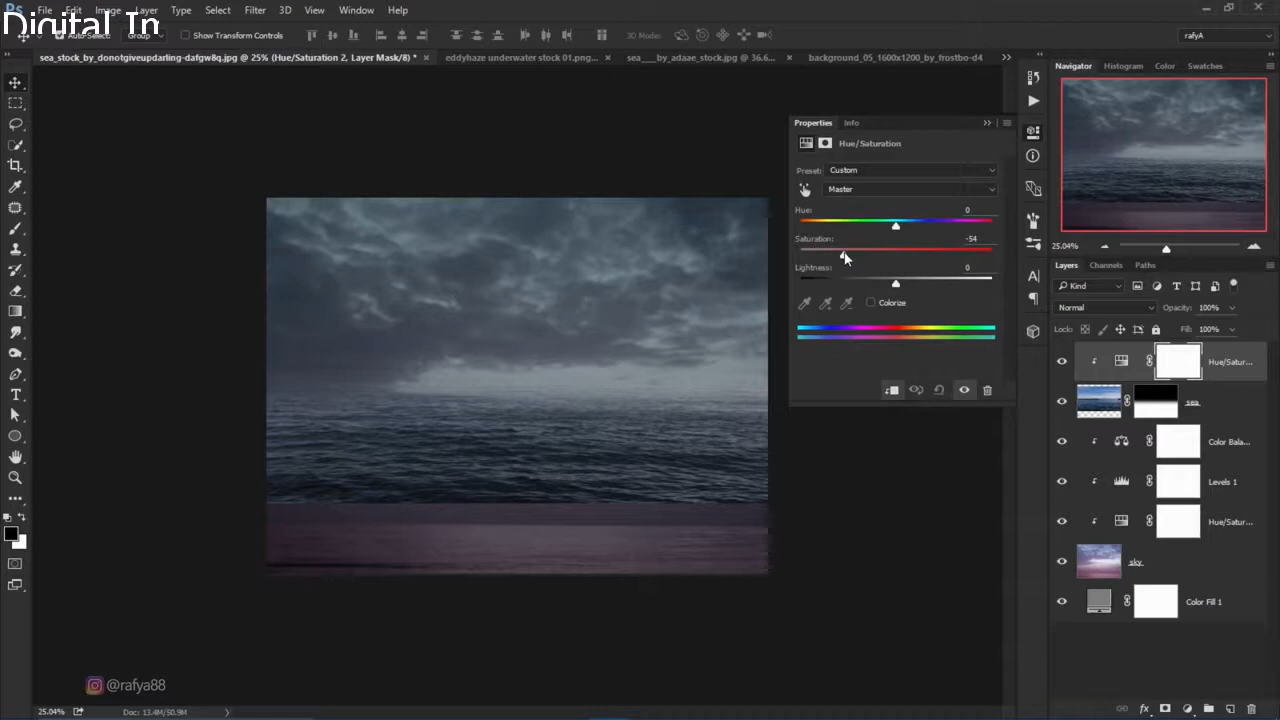 Ps File Edit Image Layer Type Select Filter 3D View Window Help
Digital In
Auto-Select: Group Show Transform Controls 3D Modes rafyA
sea_stock_by_donotgiveupdarling-dafgw8q.jpg @ 25% (Hue/Saturation 2, Layer Mask/8) * eddyhaze underwater stock 01.png... sea___by_adaae_stock.jpg @ 36.6... background_05_1600x1200_by_frostbo-d4
Navigator Histogram Color Swatches
Properties Info
Hue/Saturation
Preset: Custom
Master
Hue: 0
Saturation: -54
Lightness: 0
Colorize
25.04%
Layers Channels Paths
Kind
Normal Opacity: 100%
Lock: Fill: 100%
Hue/Satur...
sea
Color Bala...
Levels 1
Hue/Satur...
sky
Color Fill 1
@rafya88
25.04% Doc: 13.4M/50.9M